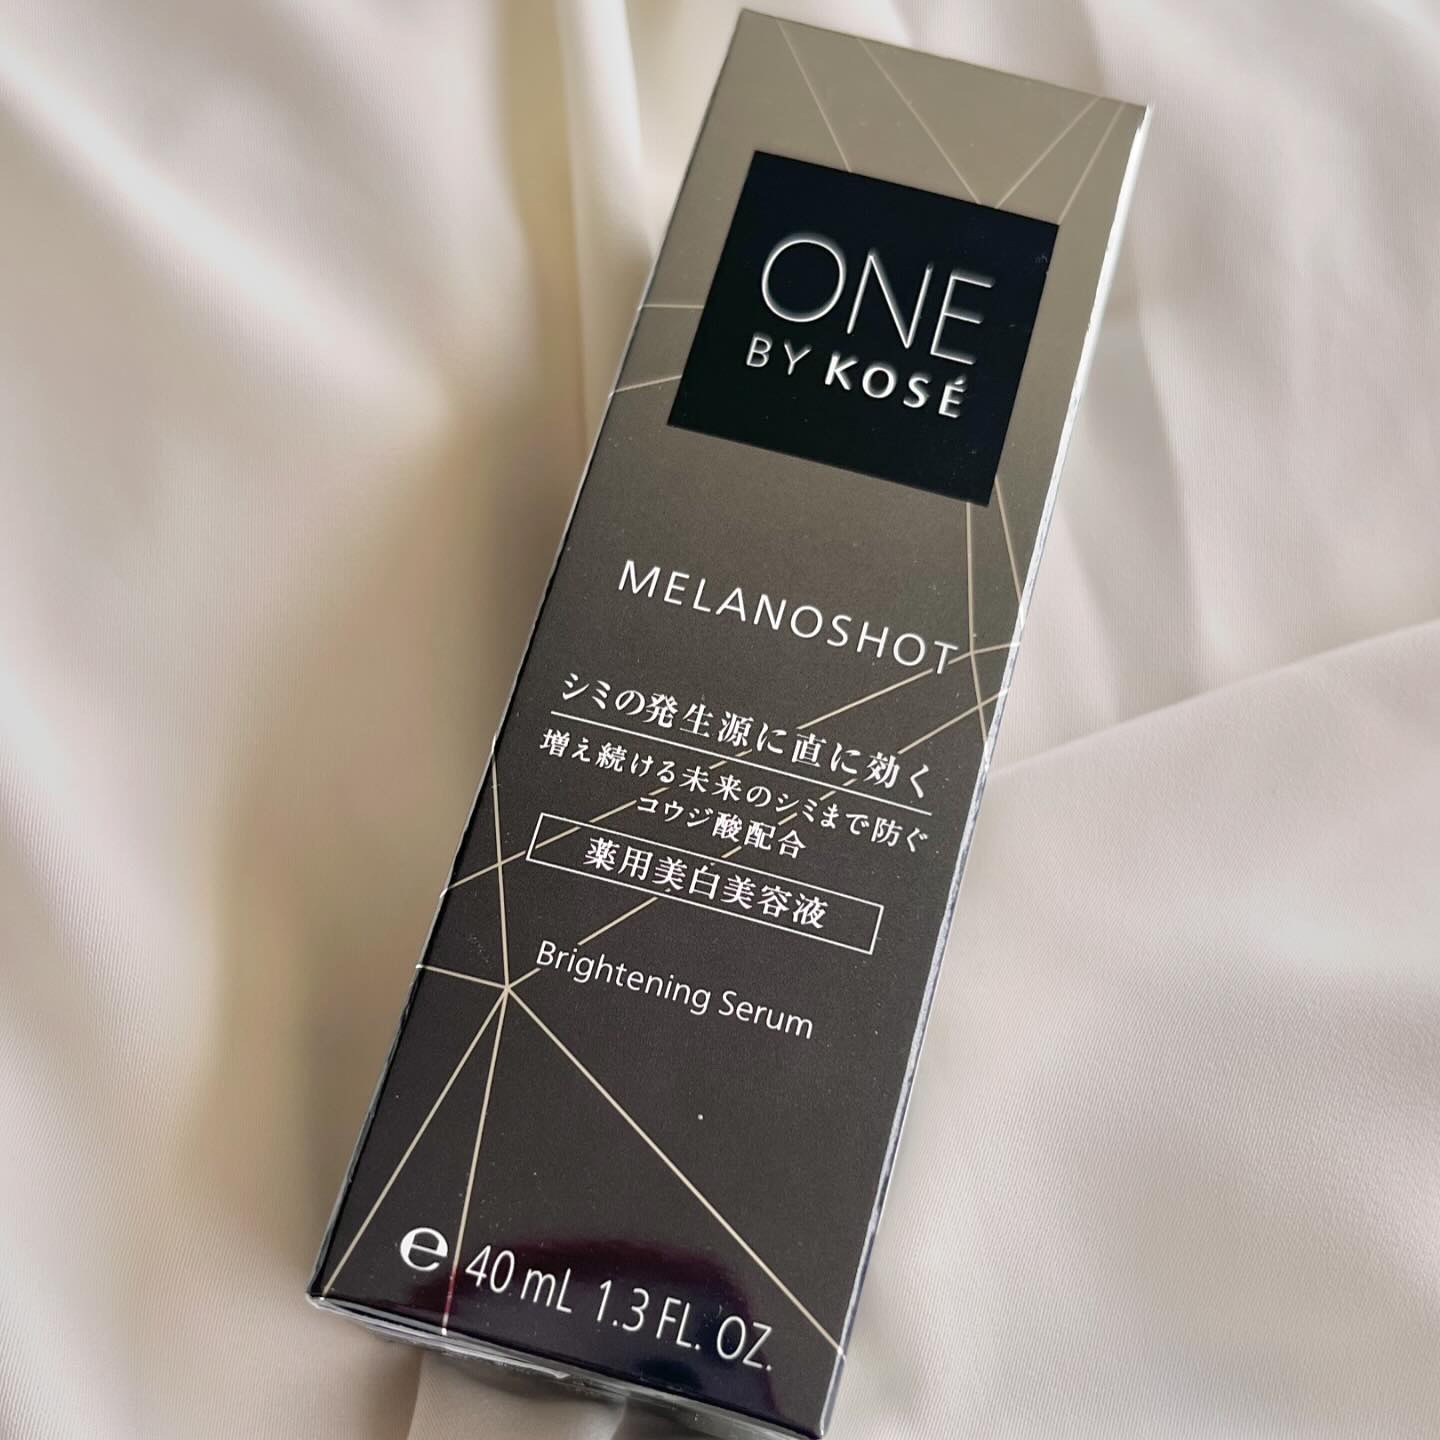 ONE
BY KOSÉ
MELANOSHOT
シミの発生源に直に効く
増え続ける未来のシミまで防ぐ
コウジ酸配合
薬用美白美容液
Brightening Serum
℮ 40 mL 1.3 FL. OZ.